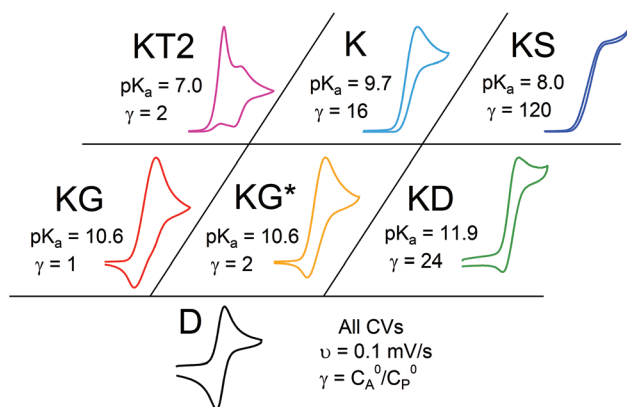 KT2
pKa = 7.0
γ = 2
K
pKa = 9.7
γ = 16
KS
pKa = 8.0
γ = 120
KG
pKa = 10.6
γ = 1
KG*
pKa = 10.6
γ = 2
KD
pKa = 11.9
γ = 24
D
All CVs
υ = 0.1 mV/s
γ = CA⁰/CP⁰